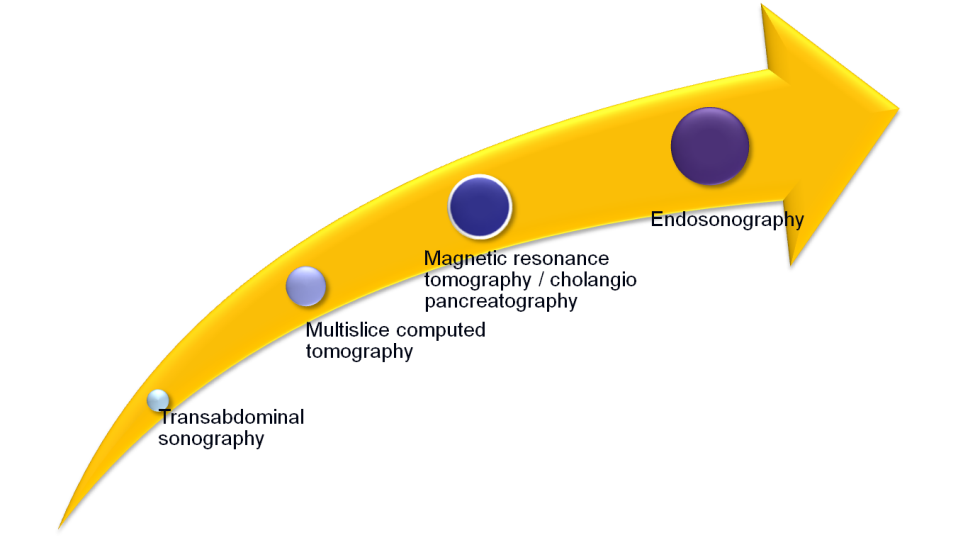 Endosonography
Magnetic resonance
tomography / cholangio
pancreatography
Multislice computed
tomography
Transabdominal
sonography